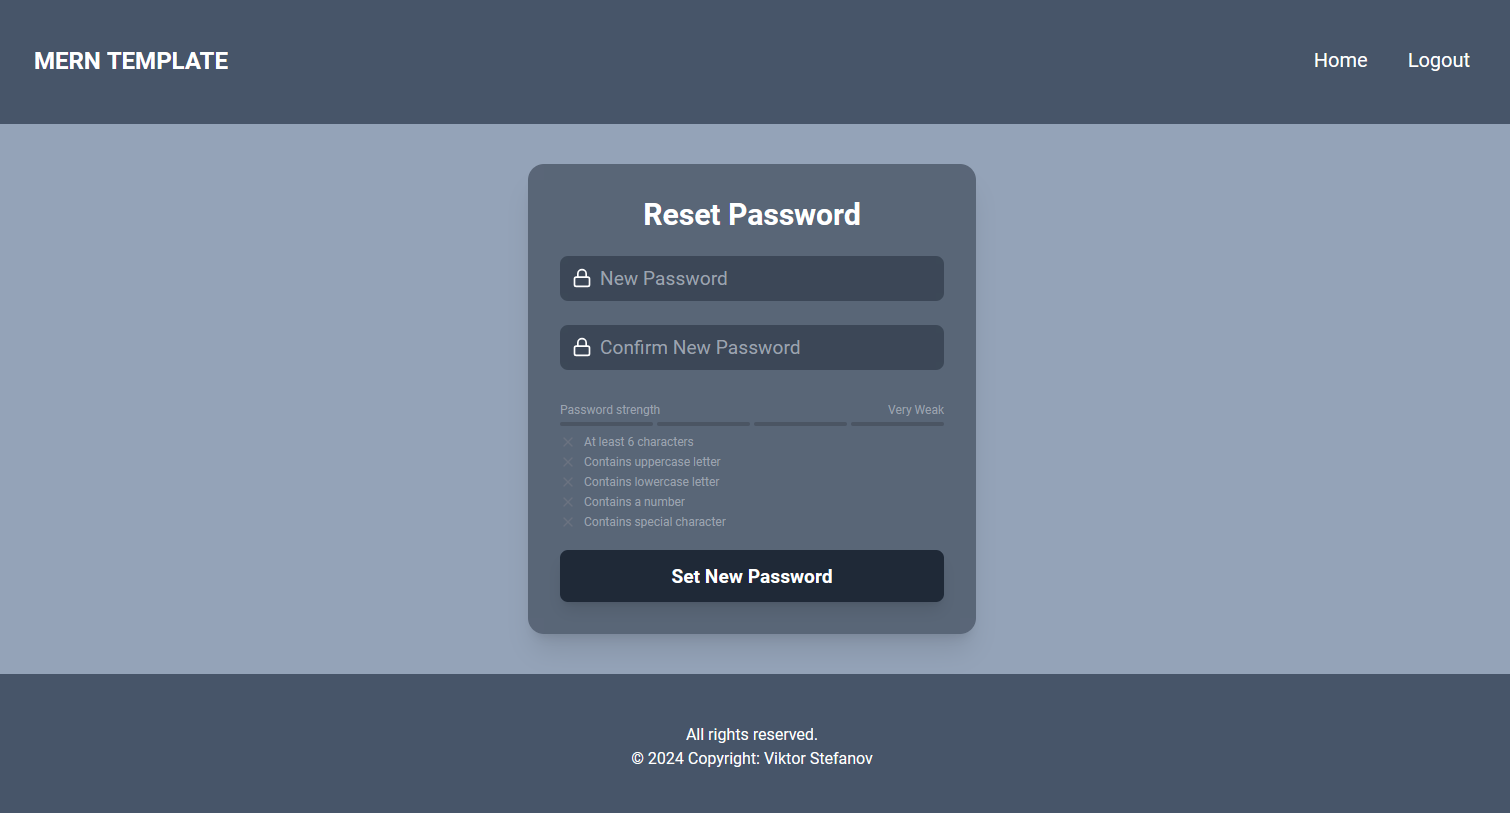 MERN TEMPLATE
Home
Logout
Reset Password
New Password
Confirm New Password
Password strength
Very Weak
At least 6 characters
Contains uppercase letter
Contains lowercase letter
Contains a number
Contains special character
Set New Password
All rights reserved.
© 2024 Copyright: Viktor Stefanov